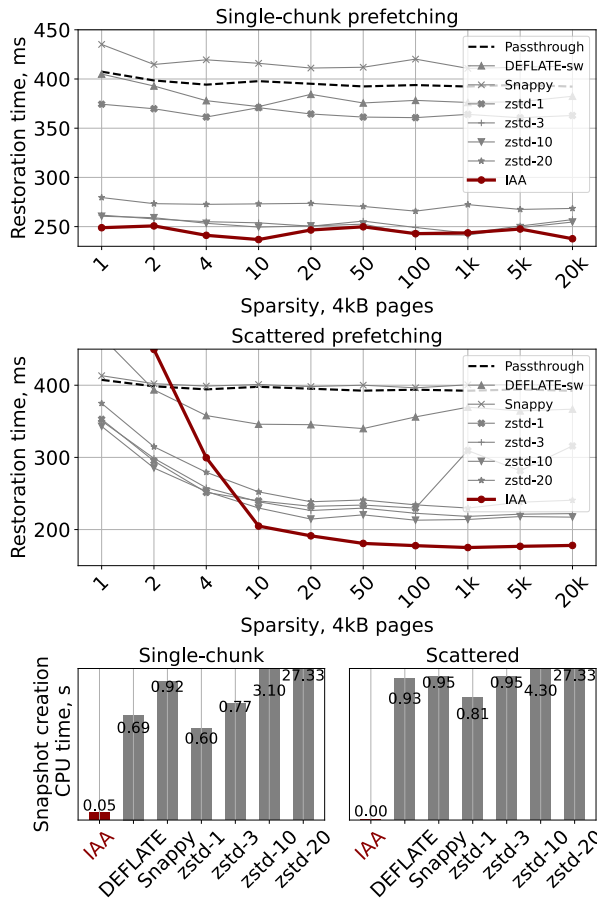 Single-chunk prefetching
Restoration time, ms
450
400
350
300
250
Passthrough
DEFLATE-sw
Snappy
zstd-1
zstd-3
zstd-10
zstd-20
IAA
1 2 4 10 20 50 100 1k 5k 20k
Sparsity, 4kB pages
Scattered prefetching
Restoration time, ms
400
300
200
Passthrough
DEFLATE-sw
Snappy
zstd-1
zstd-3
zstd-10
zstd-20
IAA
1 2 4 10 20 50 100 1k 5k 20k
Sparsity, 4kB pages
Single-chunk
Snapshot creation
CPU time, s
0.05 0.69 0.92 0.60 0.77 3.10 27.33
IAA DEFLATE Snappy zstd-1 zstd-3 zstd-10 zstd-20
Scattered
0.00 0.93 0.95 0.81 0.95 4.30 27.33
IAA DEFLATE Snappy zstd-1 zstd-3 zstd-10 zstd-20